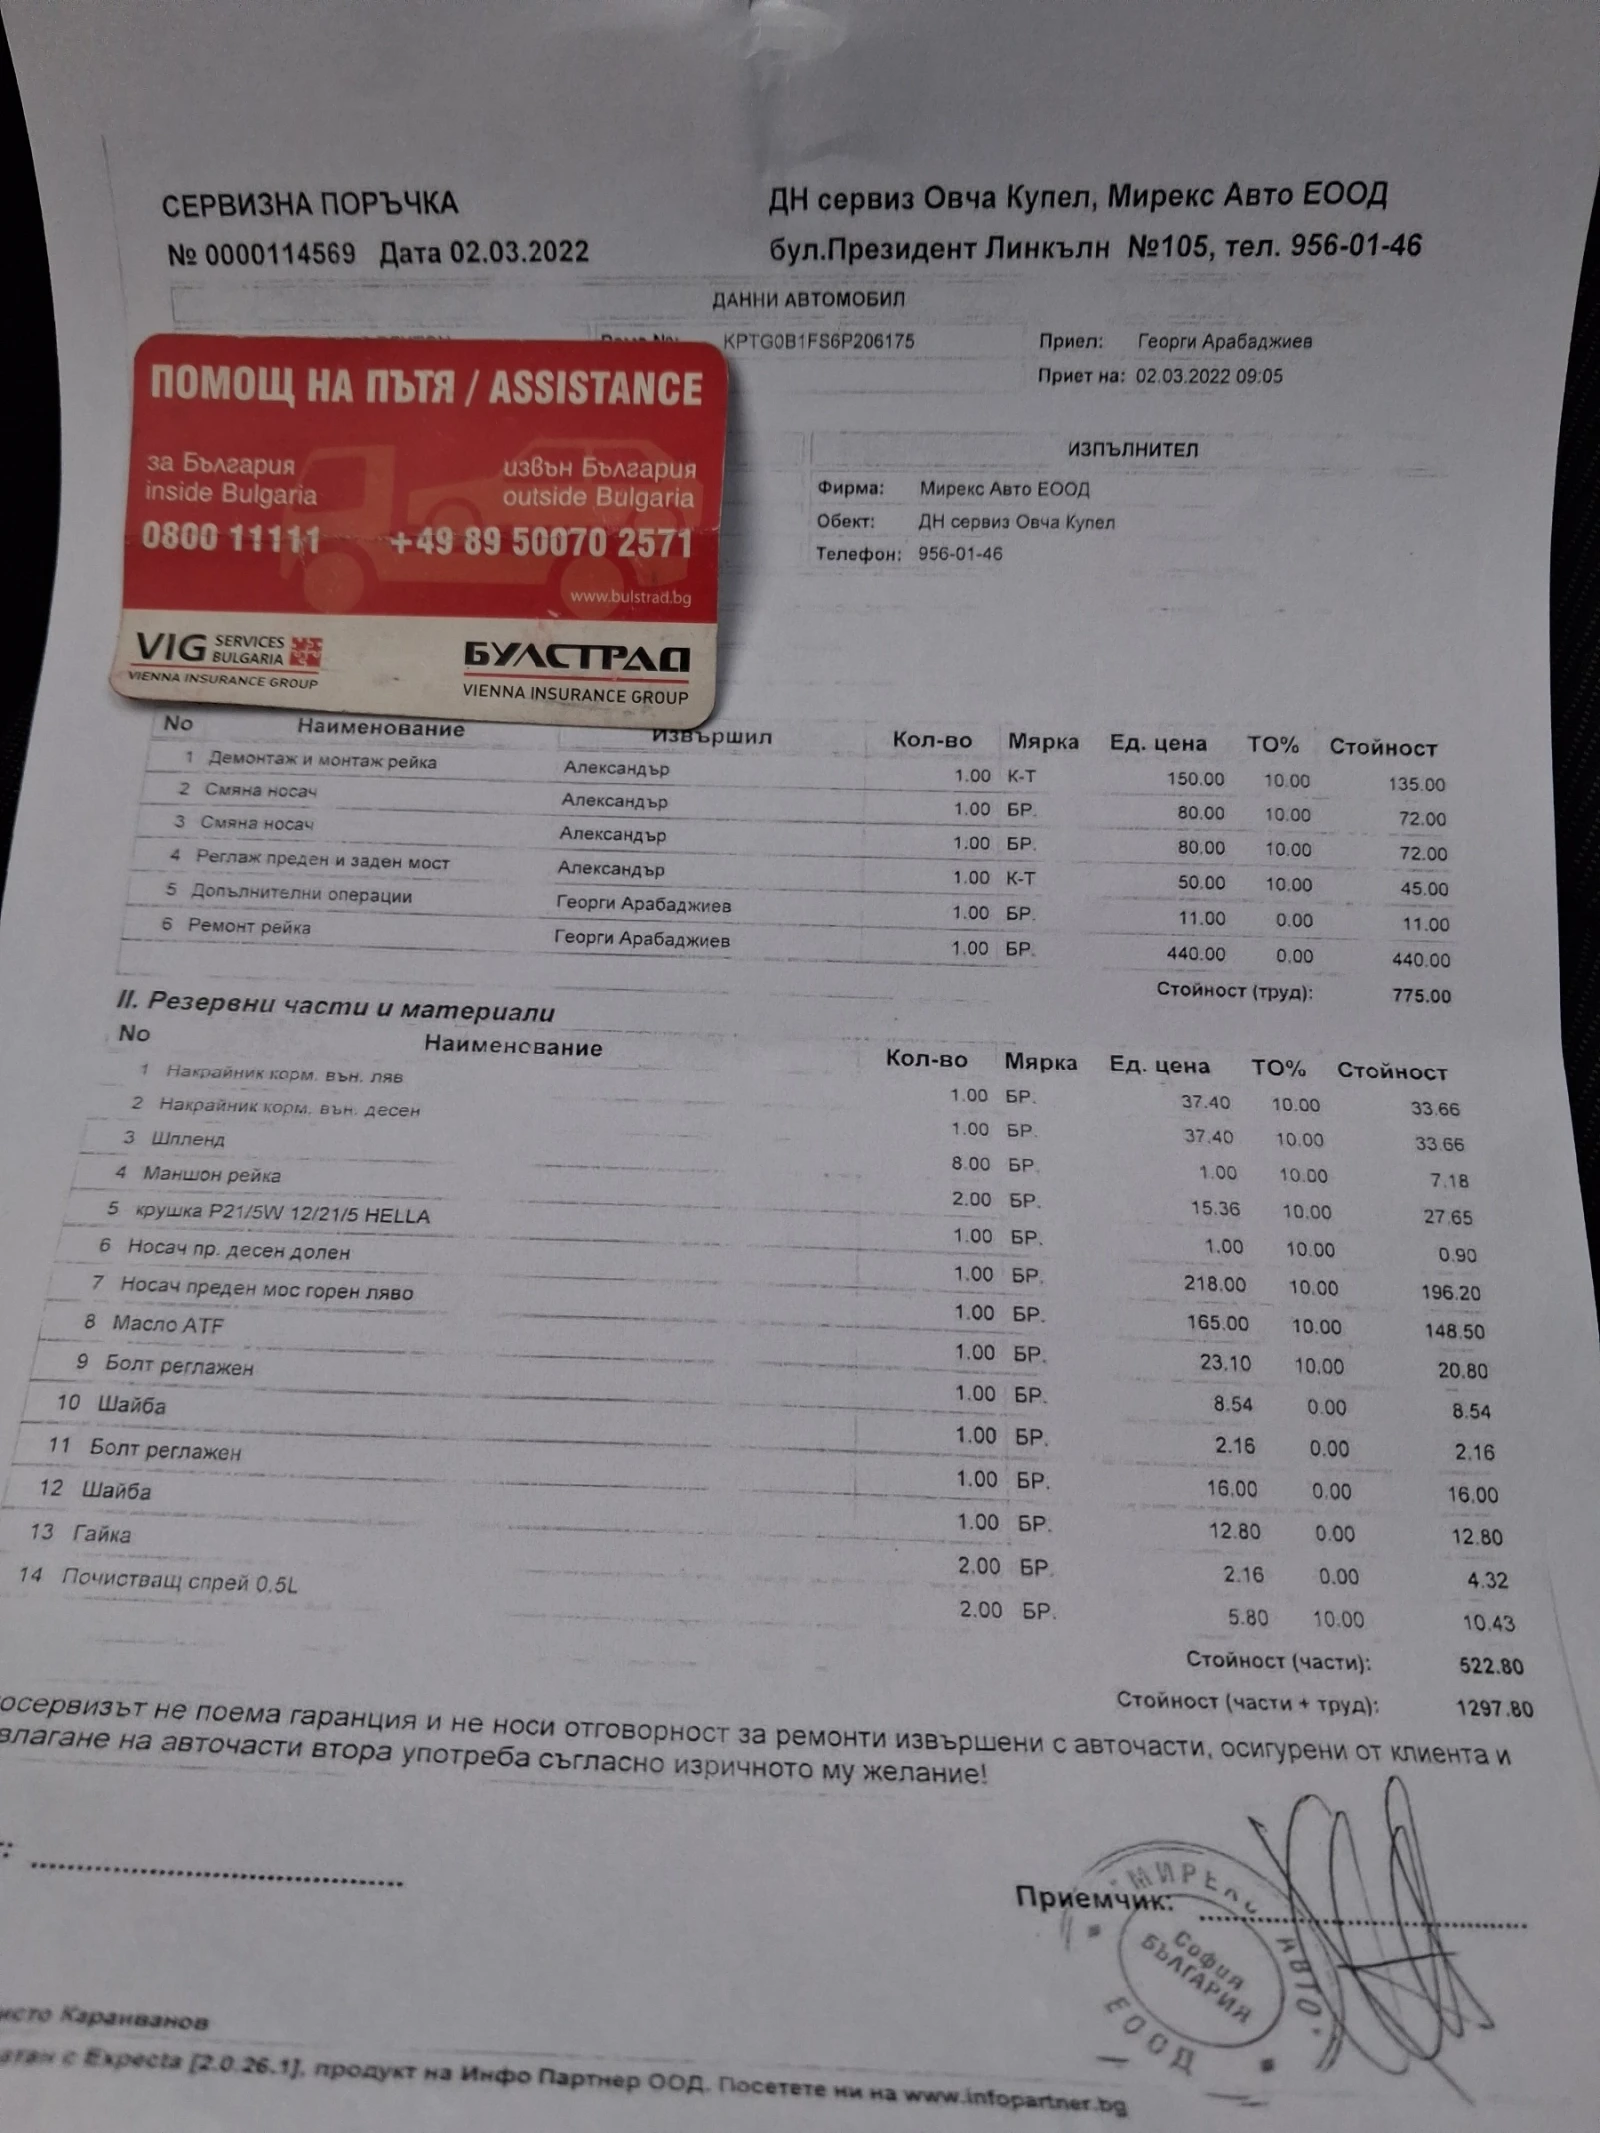 СЕРВИЗНА ПОРЪЧКА
№ 0000114569 Дата 02.03.2022
ДН сервиз Овча Купел, Мирекс Авто ЕООД
бул.Президент Линкълн №105, тел. 956-01-46
ДАННИ АВТОМОБИЛ
KPTG0B1FS6P206175
Приел: Георги Арабаджиев
Приет на: 02.03.2022 09:05
ПОМОЩ НА ПЪТЯ / ASSISTANCE
за България
inside Bulgaria
0800 11111
извън България
outside Bulgaria
+49 89 50070 2571
www.bulstrad.bg
VIG SERVICES BULGARIA
VIENNA INSURANCE GROUP
БУЛСТРАД
VIENNA INSURANCE GROUP
ИЗПЪЛНИТЕЛ
Фирма: Мирекс Авто ЕООД
Обект: ДН сервиз Овча Купел
Телефон: 956-01-46
No Наименование Извършил Кол-во Мярка Ед. цена ТО% Стойност
1 Демонтаж и монтаж рейка Александър 1.00 К-Т 150.00 10.00 135.00
2 Смяна носач Александър 1.00 БР. 80.00 10.00 72.00
3 Смяна носач Александър 1.00 БР. 80.00 10.00 72.00
4 Реглаж преден и заден мост Александър 1.00 К-Т 50.00 10.00 45.00
5 Допълнителни операции Георги Арабаджиев 1.00 БР. 11.00 0.00 11.00
6 Ремонт рейка Георги Арабаджиев 1.00 БР. 440.00 0.00 440.00
Стойност (труд): 775.00
II. Резервни части и материали
No Наименование Кол-во Мярка Ед. цена ТО% Стойност
1 Накрайник корм. вън. ляв 1.00 БР. 37.40 10.00 33.66
2 Накрайник корм. вън. десен 1.00 БР. 37.40 10.00 33.66
3 Шпленд 8.00 БР. 1.00 10.00 7.18
4 Маншон рейка 2.00 БР. 15.36 10.00 27.65
5 крушка P21/5W 12/21/5 HELLA 1.00 БР. 1.00 10.00 0.90
6 Носач пр. десен долен 1.00 БР. 218.00 10.00 196.20
7 Носач преден мос горен ляво 1.00 БР. 165.00 10.00 148.50
8 Масло ATF 1.00 БР. 23.10 10.00 20.80
9 Болт реглажен 1.00 БР. 8.54 0.00 8.54
10 Шайба 1.00 БР. 2.16 0.00 2.16
11 Болт реглажен 1.00 БР. 16.00 0.00 16.00
12 Шайба 1.00 БР. 12.80 0.00 12.80
13 Гайка 2.00 БР. 2.16 0.00 4.32
14 Почистващ спрей 0.5L 2.00 БР. 5.80 10.00 10.43
Стойност (части): 522.80
Стойност (части + труд): 1297.80
осервизът не поема гаранция и не носи отговорност за ремонти извършени с авточасти, осигурени от клиента и
влагане на авточасти втора употреба съгласно изричното му желание!
Приемчик:
МИРЕКС АВТО
София
БЪЛГАРИЯ
ЕООД
исто Караиванов
атан с Expecta [2.0.26.1], продукт на Инфо Партнер ООД. Посетете ни на www.infopartner.bg